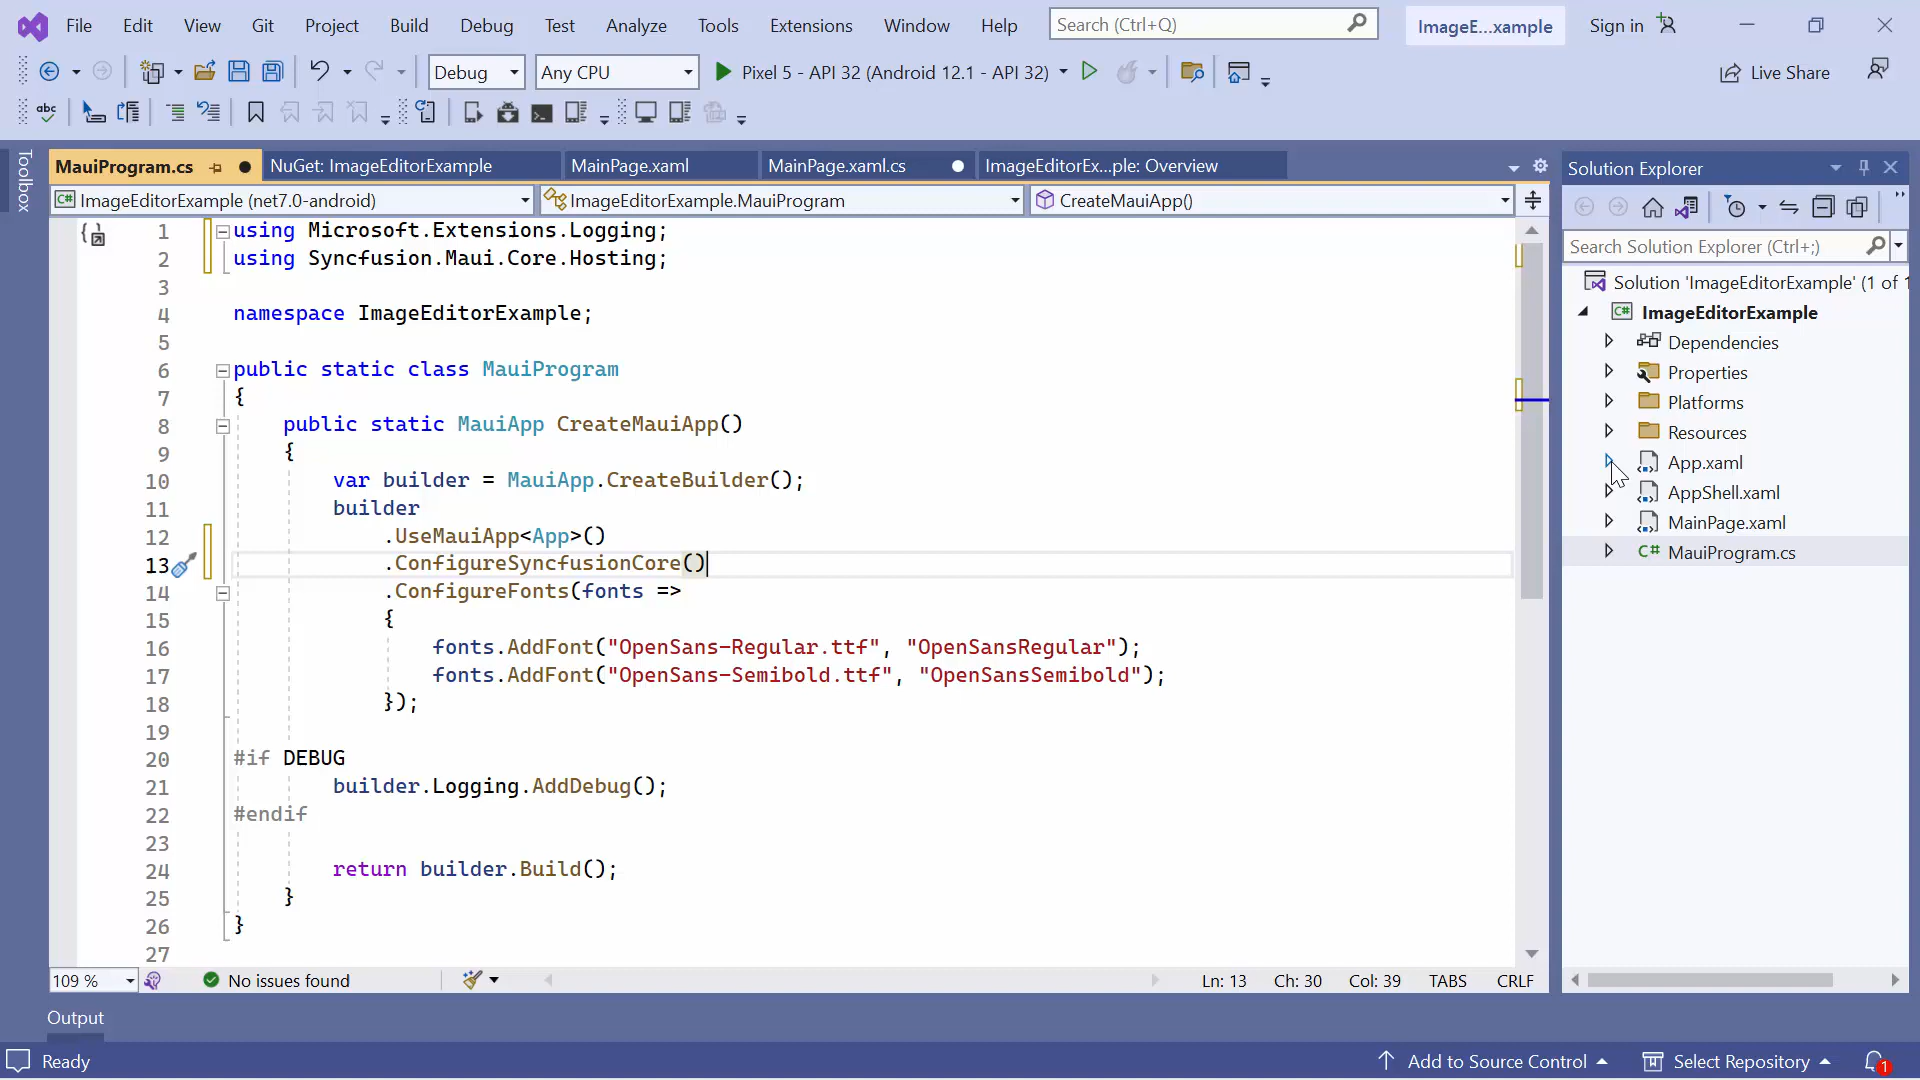 File Edit View Git Project Build Debug Test Analyze Tools Extensions Window Help Search (Ctrl+Q) ImageE...xample Sign in
Debug Any CPU Pixel 5 - API 32 (Android 12.1 - API 32) Live Share
abc
Toolbox
MauiProgram.cs NuGet: ImageEditorExample MainPage.xaml MainPage.xaml.cs ImageEditorEx...ple: Overview
C# ImageEditorExample (net7.0-android) ImageEditorExample.MauiProgram CreateMauiApp()
1 using Microsoft.Extensions.Logging;
2 using Syncfusion.Maui.Core.Hosting;
3
4 namespace ImageEditorExample;
5
6 public static class MauiProgram
7 {
8 public static MauiApp CreateMauiApp()
9 {
10 var builder = MauiApp.CreateBuilder();
11 builder
12 .UseMauiApp<App>()
13 .ConfigureSyncfusionCore()
14 .ConfigureFonts(fonts =>
15 {
16 fonts.AddFont("OpenSans-Regular.ttf", "OpenSansRegular");
17 fonts.AddFont("OpenSans-Semibold.ttf", "OpenSansSemibold");
18 });
19
20 #if DEBUG
21 builder.Logging.AddDebug();
22 #endif
23
24 return builder.Build();
25 }
26 }
27
109 % No issues found Ln: 13 Ch: 30 Col: 39 TABS CRLF
Solution Explorer
Search Solution Explorer (Ctrl+;)
Solution 'ImageEditorExample' (1 of 1
C# ImageEditorExample
Dependencies
Properties
Platforms
Resources
App.xaml
AppShell.xaml
MainPage.xaml
C# MauiProgram.cs
Output
Ready Add to Source Control Select Repository 1